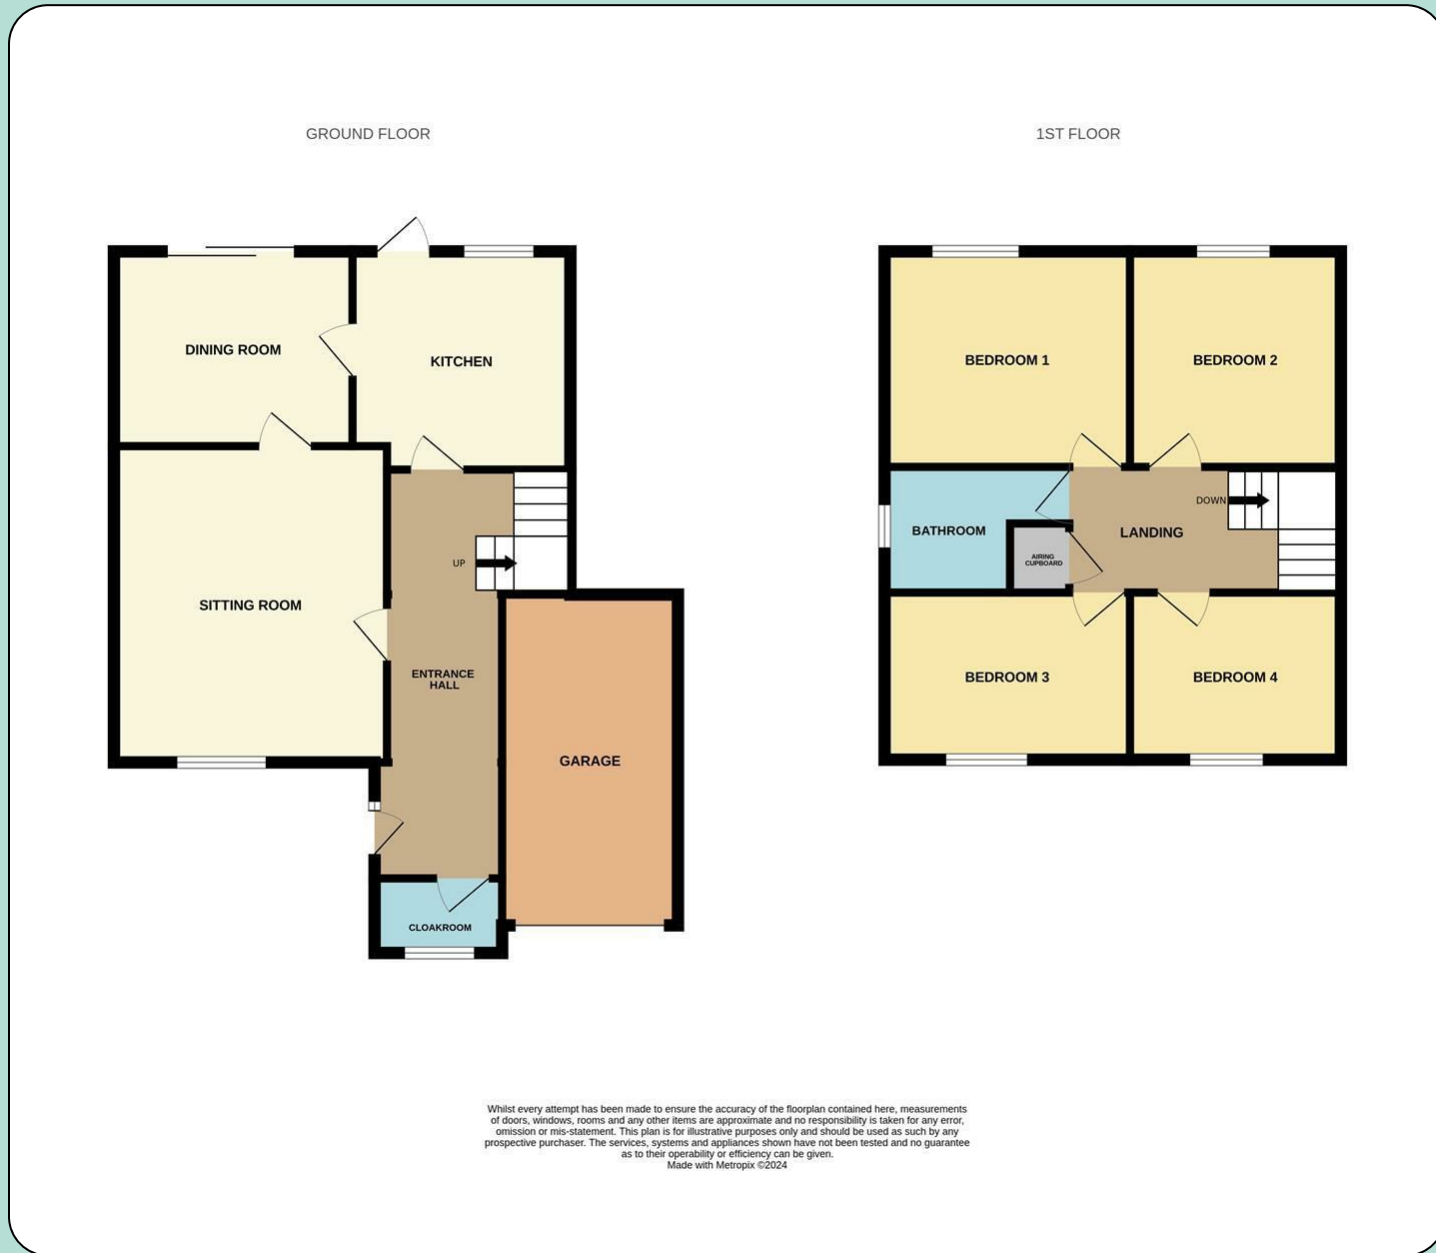 GROUND FLOOR
1ST FLOOR
DINING ROOM
KITCHEN
SITTING ROOM
UP
ENTRANCE
HALL
GARAGE
CLOAKROOM
BEDROOM 1
BEDROOM 2
BATHROOM
AIRING
CUPBOARD
LANDING
DOWN
BEDROOM 3
BEDROOM 4
Whilst every attempt has been made to ensure the accuracy of the floorplan contained here, measurements
of doors, windows, rooms and any other items are approximate and no responsibility is taken for any error,
omission or mis-statement. This plan is for illustrative purposes only and should be used as such by any
prospective purchaser. The services, systems and appliances shown have not been tested and no guarantee
as to their operability or efficiency can be given.
Made with Metropix ©2024